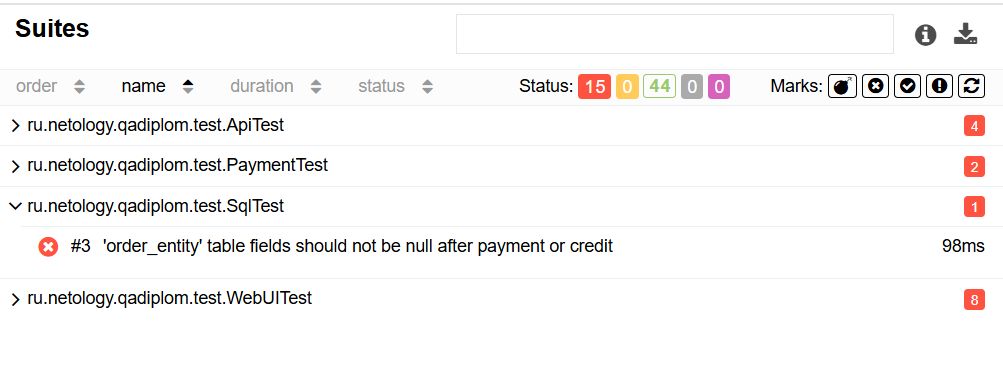 Suites
order name duration status Status: 15 0 44 0 0 Marks:
ru.netology.qadiplom.test.ApiTest 4
ru.netology.qadiplom.test.PaymentTest 2
ru.netology.qadiplom.test.SqlTest 1
#3 'order_entity' table fields should not be null after payment or credit 98ms
ru.netology.qadiplom.test.WebUITest 8